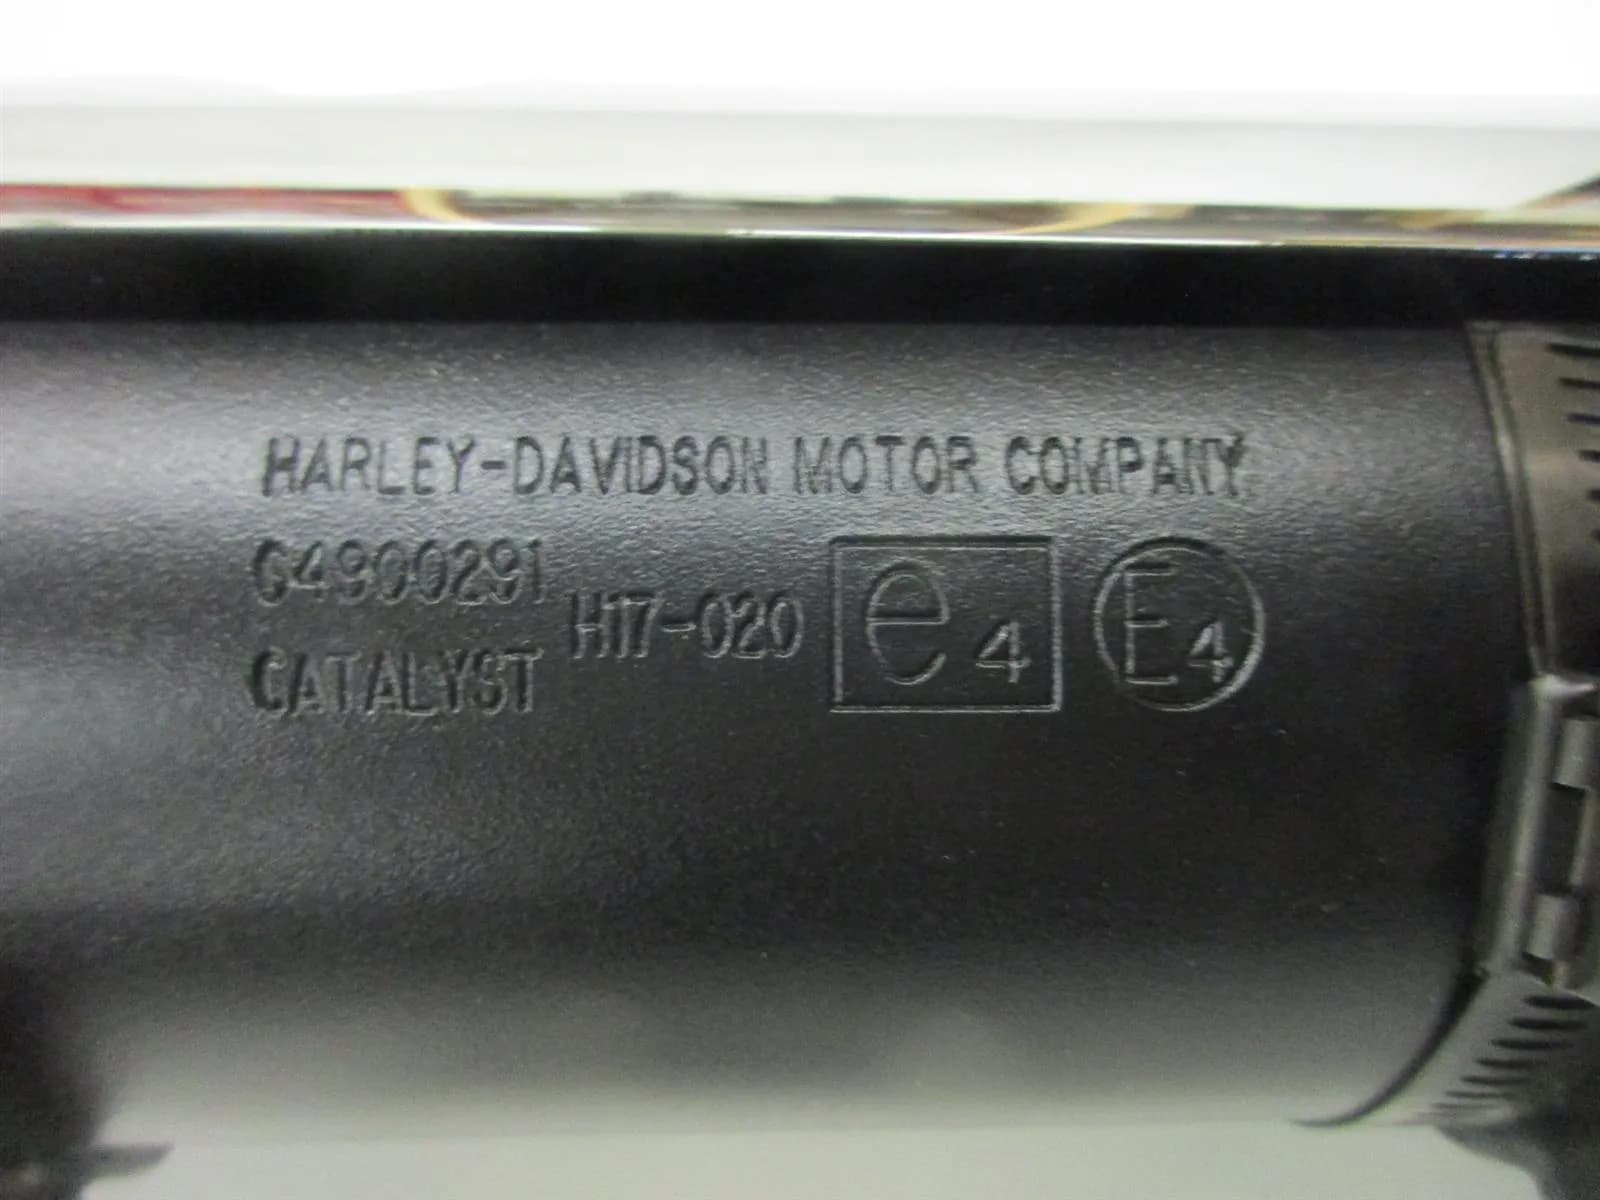 HARLEY-DAVIDSON MOTOR COMPANY
64900291
CATALYST
H17-020
e4
E4